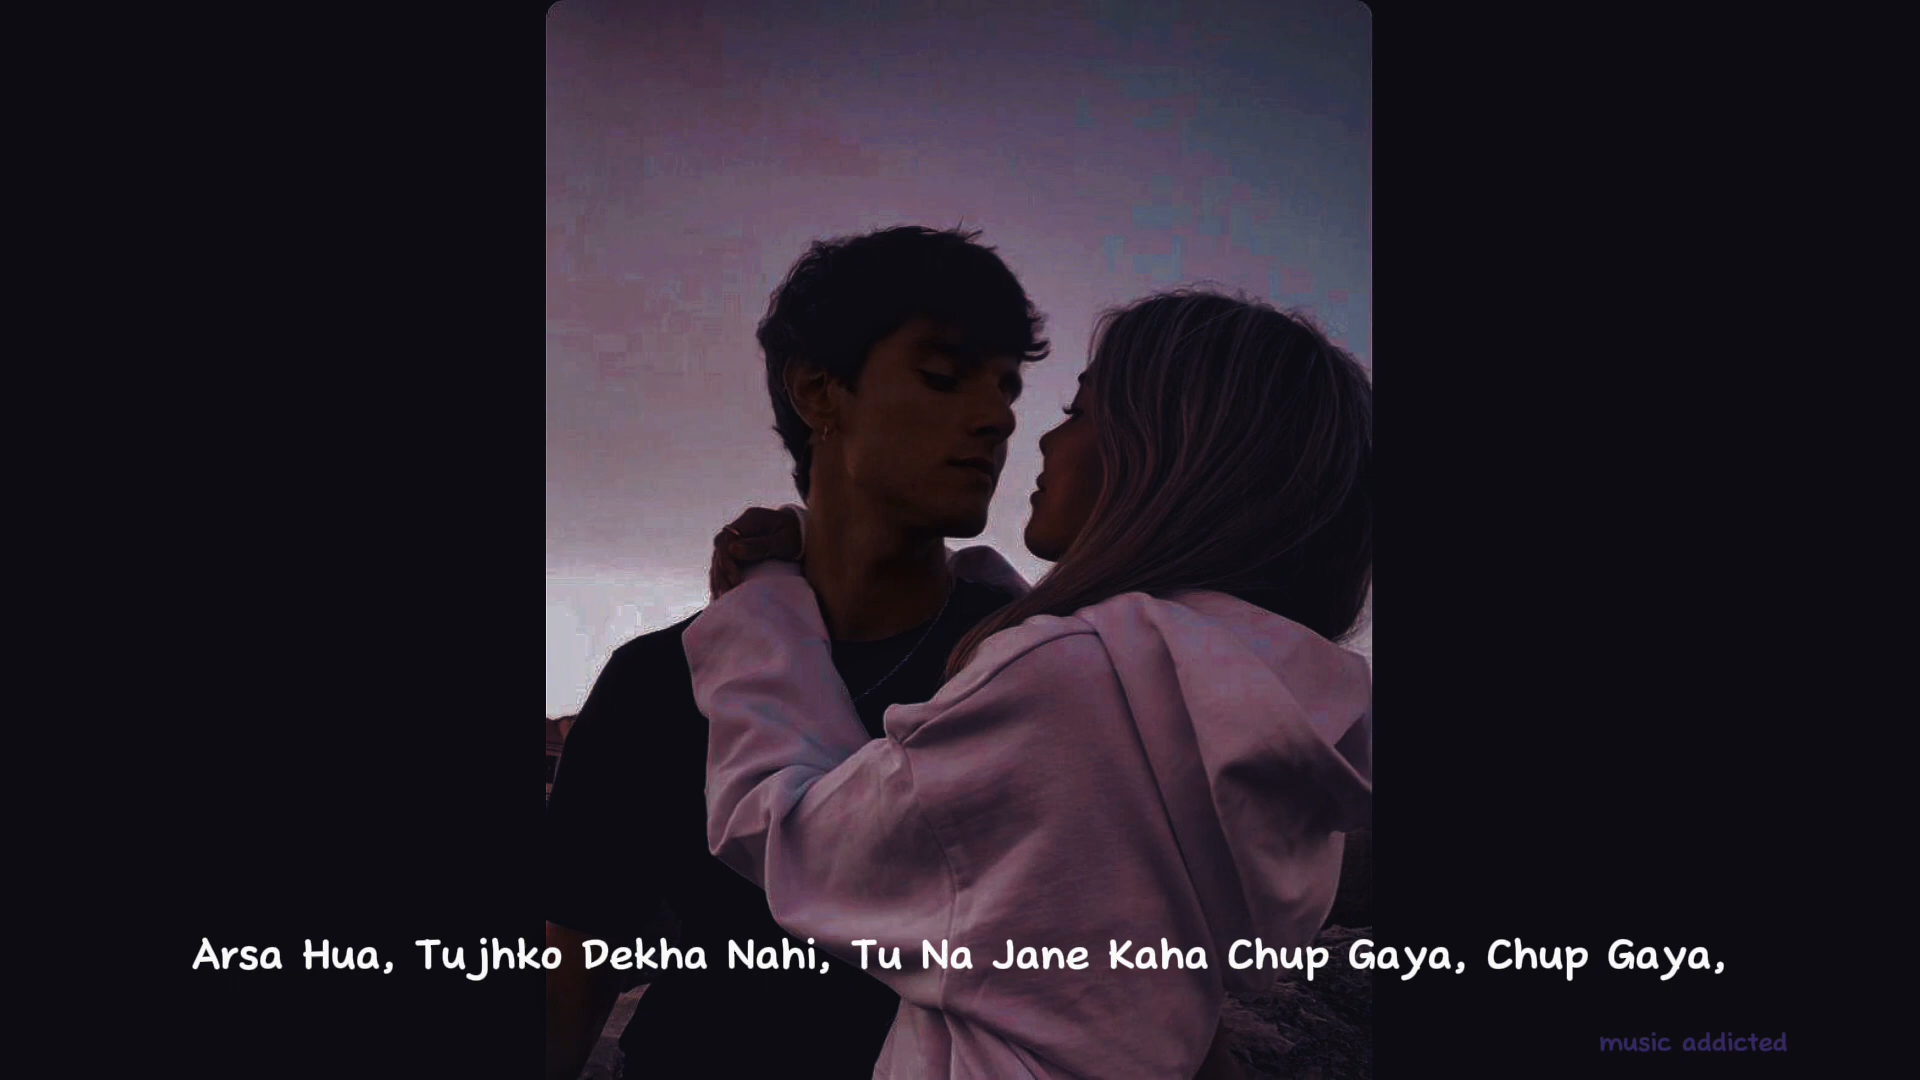 Arsa Hua, Tujhko Dekha Nahi, Tu Na Jane Kaha Chup Gaya, Chup Gaya,
music addicted